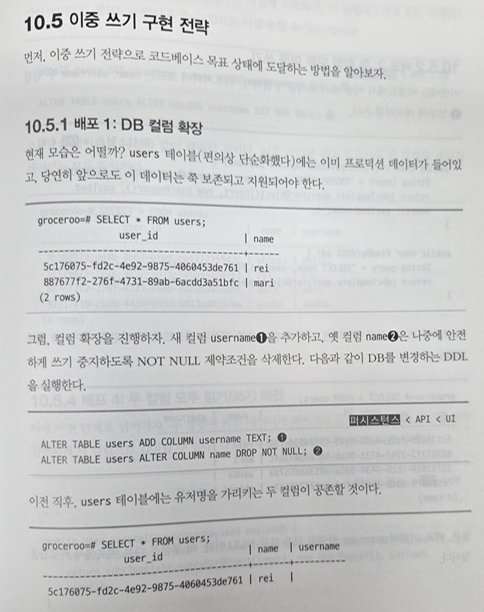 10.5 이중 쓰기 구현 전략
먼저, 이중 쓰기 전략으로 코드베이스 목표 상태에 도달하는 방법을 알아보자.
10.5.1 배포 1: DB 컬럼 확장
현재 모습은 어떨까? users 테이블(편의상 단순화했다)에는 이미 프로덕션 데이터가 들어있
고, 당연히 앞으로도 이 데이터는 쭉 보존되고 지원되어야 한다.
groceroo=# SELECT * FROM users;
user_id | name
--------------------------------------+------
5c176075-fd2c-4e92-9875-4060453de761 | rei
887677f2-276f-4731-89ab-6acdd3a51bfc | mari
(2 rows)
그럼, 컬럼 확장을 진행하자. 새 컬럼 username❶을 추가하고, 옛 컬럼 name❷은 나중에 안전
하게 쓰기 중지하도록 NOT NULL 제약조건을 삭제한다. 다음과 같이 DB를 변경하는 DDL
을 실행한다.
퍼시스턴스 < API < UI
ALTER TABLE users ADD COLUMN username TEXT; ❶
ALTER TABLE users ALTER COLUMN name DROP NOT NULL; ❷
이전 직후, users 테이블에는 유저명을 가리키는 두 컬럼이 공존할 것이다.
groceroo=# SELECT * FROM users;
user_id | name | username
--------------------------------------+------+----------
5c176075-fd2c-4e92-9875-4060453de761 | rei |